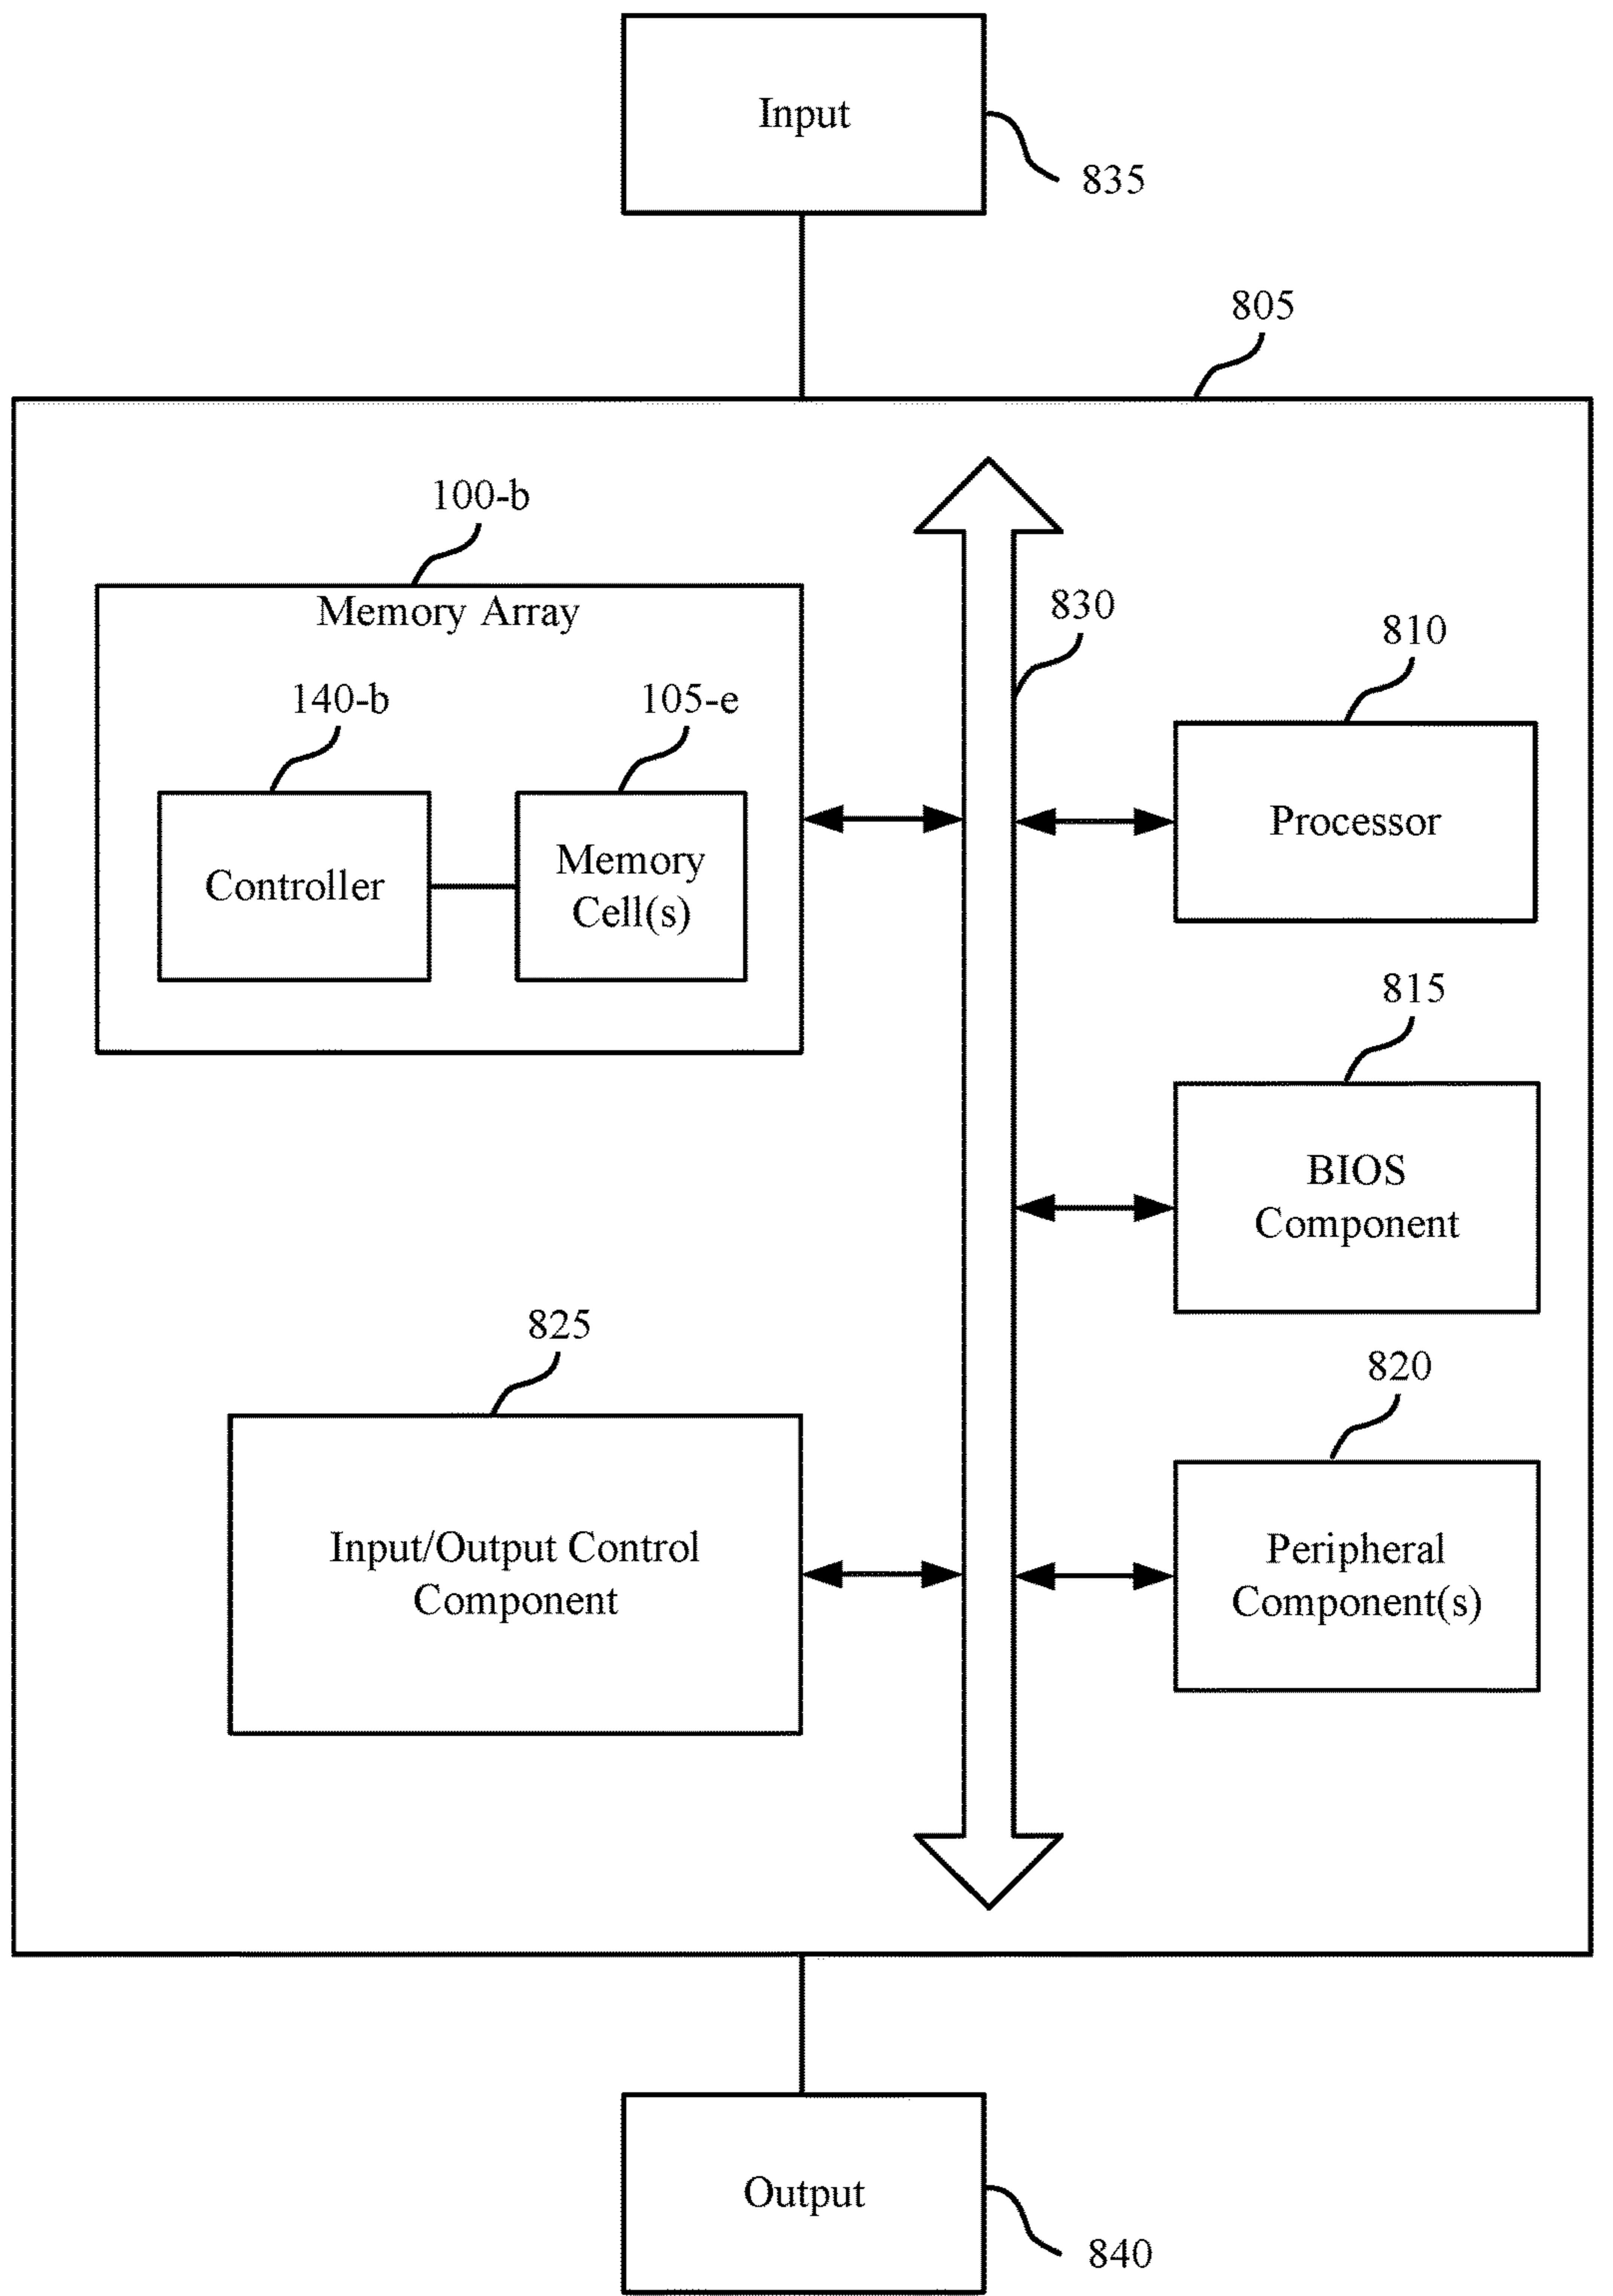 Input
835
805
100-b
Memory Array
830
810
140-b
105-e
Controller
Memory
Cell(s)
Processor
815
BIOS
Component
825
820
Input/Output Control
Component
Peripheral
Component(s)
Output
840